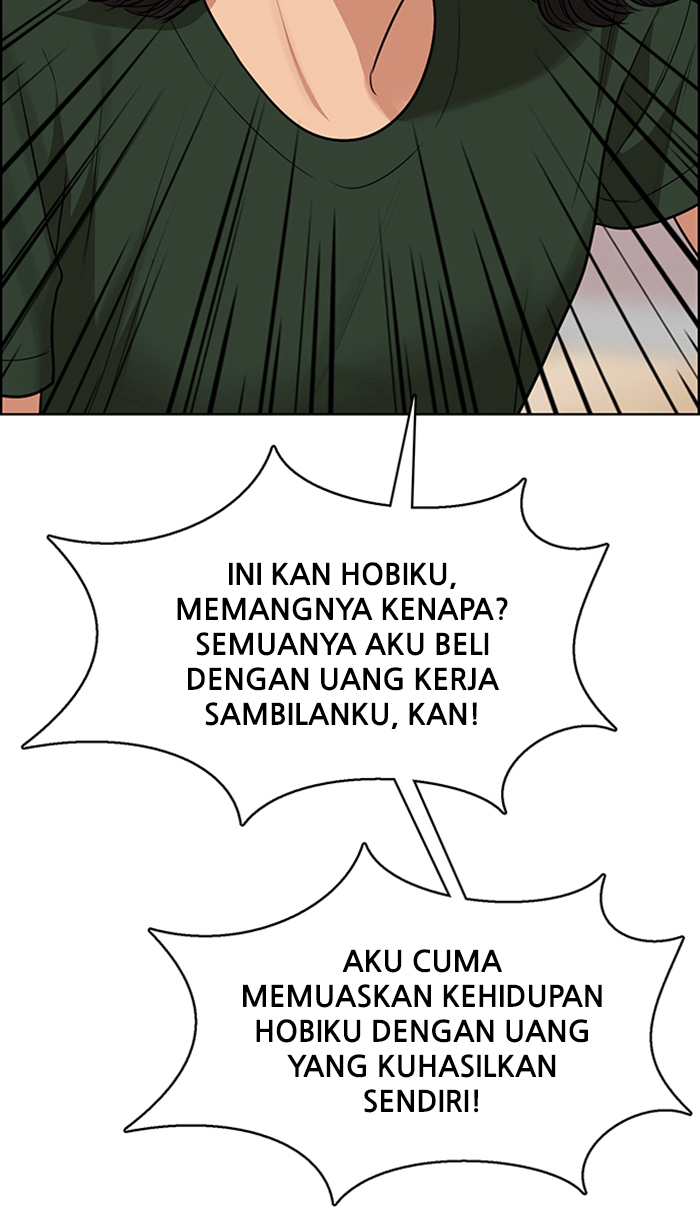 INI KAN HOBIKU,
MEMANGNYA KENAPA?
SEMUANYA AKU BELI
DENGAN UANG KERJA
SAMBILANKU, KAN!
AKU CUMA
MEMUASKAN KEHIDUPAN
HOBIKU DENGAN UANG
YANG KUHASILKAN
SENDIRI!